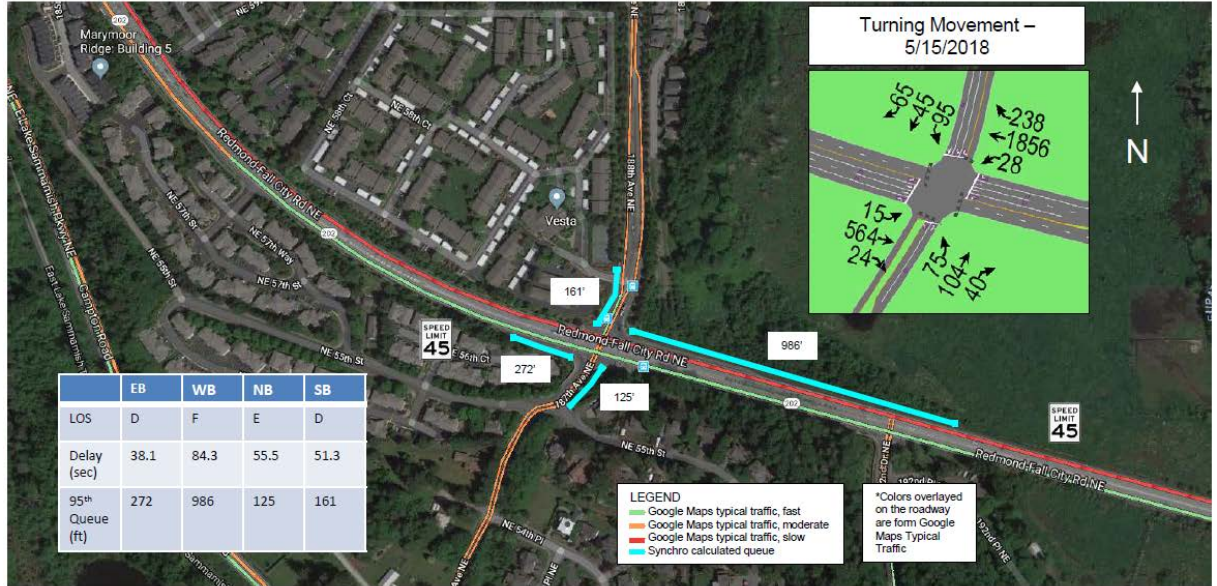 Turning Movement –
5/15/2018
65
45
95
238
1856
28
15
564
24
75
104
40
N
202
Marymoor
Ridge: Building 5
NE 58th Ct
NE 58th Ct
Redmond Fall City Rd NE
188th Ave NE
NE 57th St
NE 57th Way
NE 57th St
NE 55th St
Vesta
202
161'
SPEED
LIMIT
45
NE 56th Ct
Redmond-Fall City Rd NE
986'
272'
125'
187th Ave NE
NE 55th St
NE 55th St
202
SPEED
LIMIT
45
Redmond-Fall City Rd NE
192nd Pl NE
NE 54th Pl
EB WB NB SB
LOS D F E D
Delay
(sec) 38.1 84.3 55.5 51.3
95th
Queue
(ft) 272 986 125 161
LEGEND
Google Maps typical traffic, fast
Google Maps typical traffic, moderate
Google Maps typical traffic, slow
Synchro calculated queue
*Colors overlayed
on the roadway
are form Google
Maps Typical
Traffic